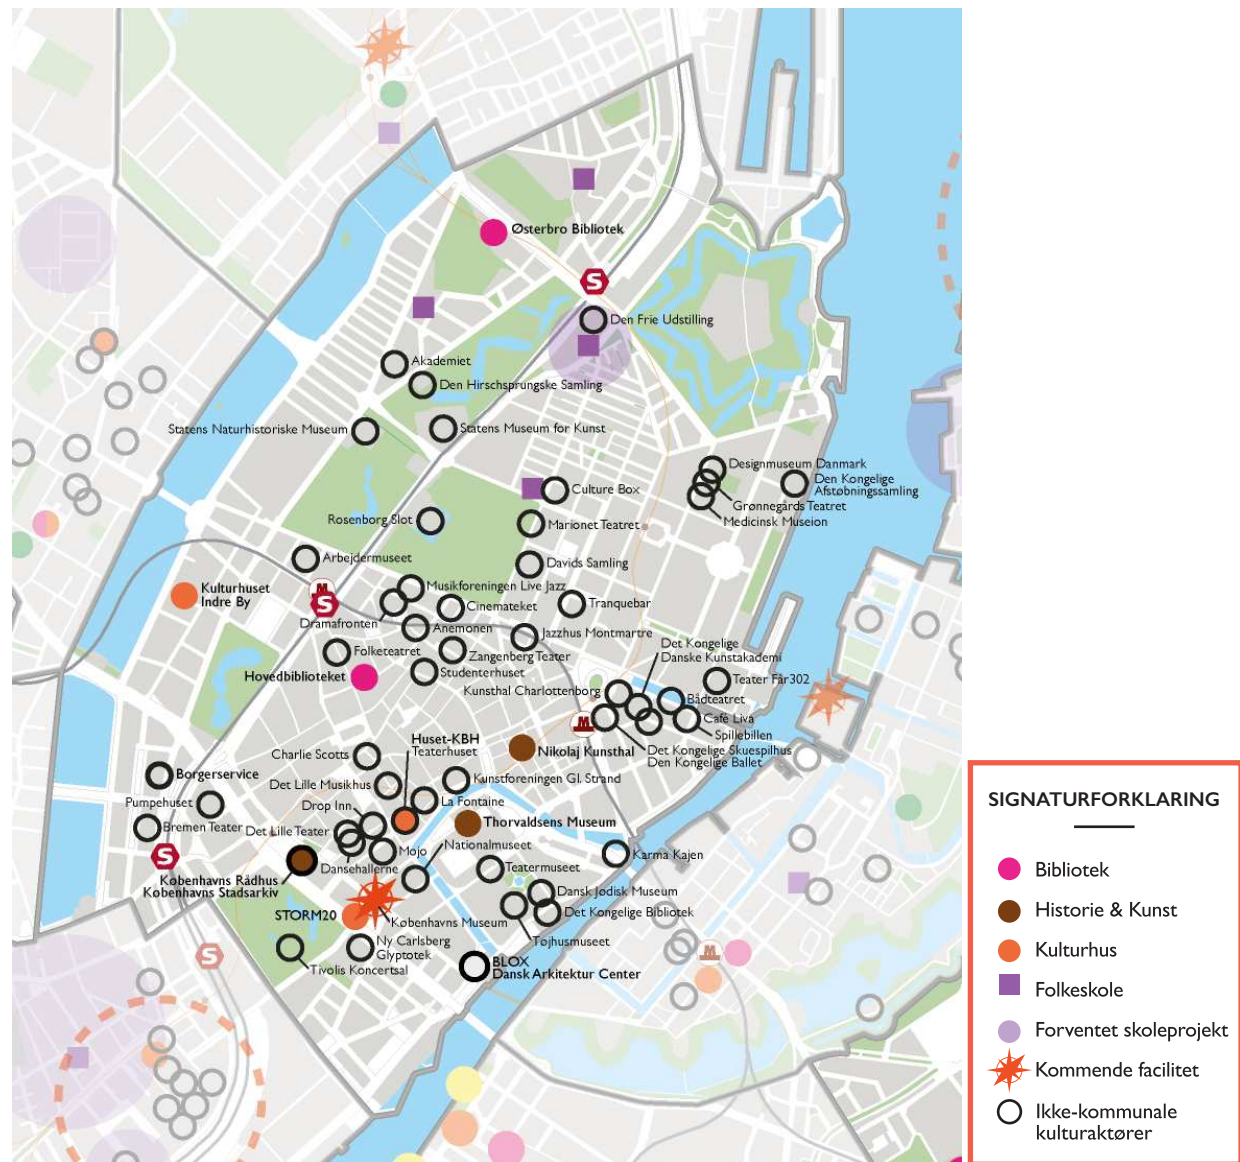 Østerbro Bibliotek
S
Den Frie Udstilling
Akademiet
Den Hirschsprungske Samling
Statens Naturhistoriske Museum
Statens Museum for Kunst
Designmuseum Danmark
Den Kongelige
Afstøbningssamling
Culture Box
Grønnegårds Teatret
Medicinsk Museion
Rosenborg Slot
Marionet Teatret
Arbejdermuseet
Davids Samling
Kulturhuset
Indre By
M
S
Musikforeningen Live Jazz
Cinemateket
Tranquebar
Dramafronten
Anemonen
Jazzhus Montmartre
Folketeatret
Zangenberg Teater
Det Kongelige
Danske Kunstakademi
Hovedbiblioteket
Studenterhuset
Teater Får302
Kunsthal Charlottenborg
Bådteatret
Café Liva
Spillebillen
M
Huset-KBH
Teaterhuset
Nikolaj Kunsthal
Det Kongelige Skuespilhus
Den Kongelige Ballet
Charlie Scotts
Borgerservice
Det Lille Musikhus
Kunstforeningen Gl. Strand
Pumpehuset
Drop Inn
La Fontaine
Bremen Teater
Det Lille Teater
Thorvaldsens Museum
S
Mojo
Nationalmuseet
Karma Kajen
Dansehallerne
Teatermuseet
Københavns Rådhus
Københavns Stadsarkiv
Dansk Jødisk Museum
STORM20
Københavns Museum
Det Kongelige Bibliotek
Ny Carlsberg
Glyptotek
Tøjhusmuseet
S
M
Tivolis Koncertsal
BLOX
Dansk Arkitektur Center
SIGNATURFORKLARING
Bibliotek
Historie & Kunst
Kulturhus
Folkeskole
Forventet skoleprojekt
Kommende facilitet
Ikke-kommunale
kulturaktører